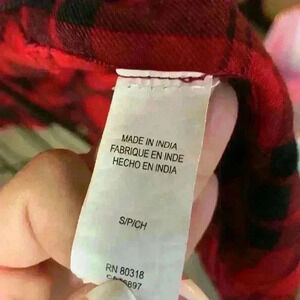 MADE IN INDIA
FABRIQUE EN INDE
HECHO EN INDIA
S/P/CH
RN 80318